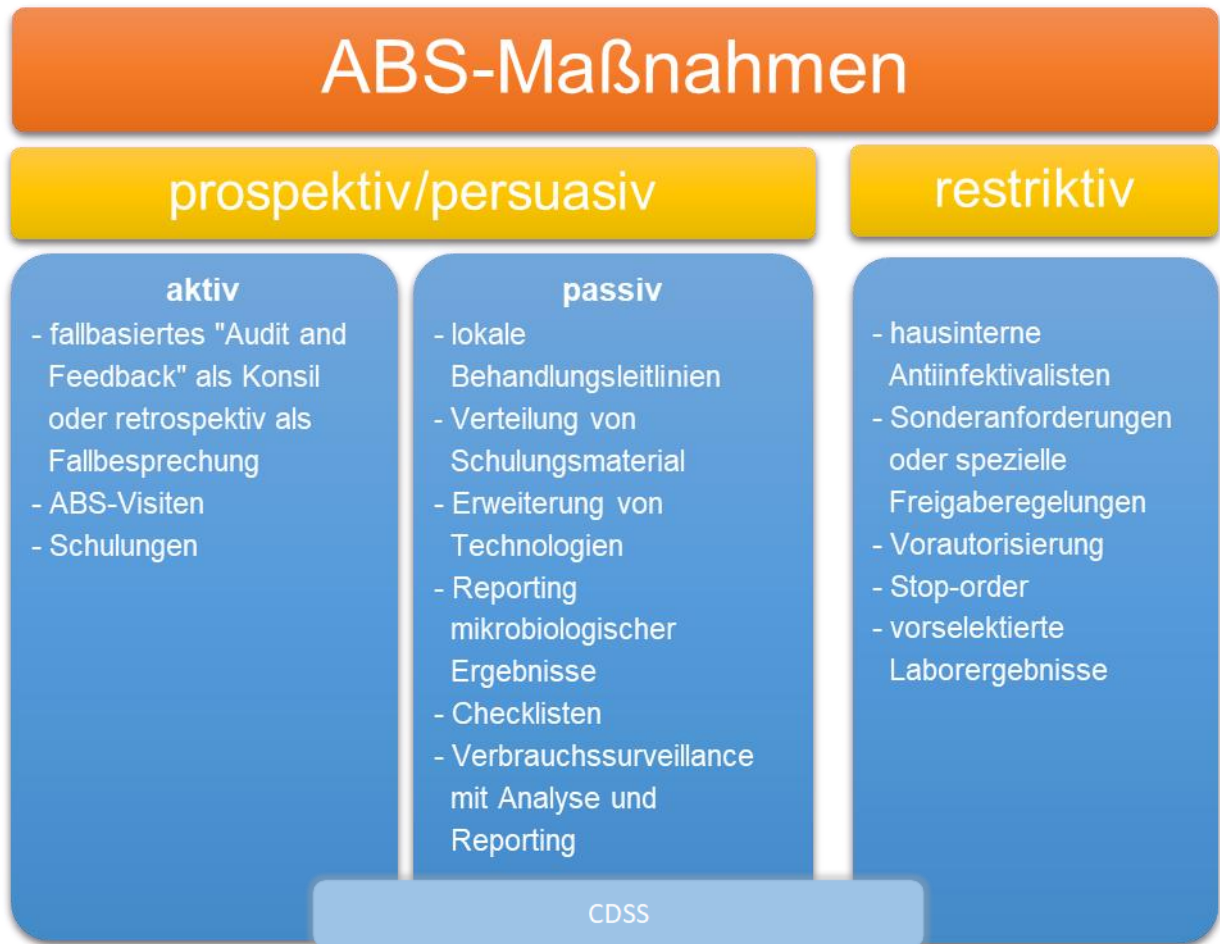 ABS-Maßnahmen
prospektiv/persuasiv
restriktiv
aktiv
- fallbasiertes "Audit and
Feedback" als Konsil
oder retrospektiv als
Fallbesprechung
- ABS-Visiten
- Schulungen
passiv
- lokale
Behandlungsleitlinien
- Verteilung von
Schulungsmaterial
- Erweiterung von
Technologien
- Reporting
mikrobiologischer
Ergebnisse
- Checklisten
- Verbrauchssurveillance
mit Analyse und
Reporting
- hausinterne
Antiinfektivalisten
- Sonderanforderungen
oder spezielle
Freigaberegelungen
- Vorautorisierung
- Stop-order
- vorselektierte
Laborergebnisse
CDSS